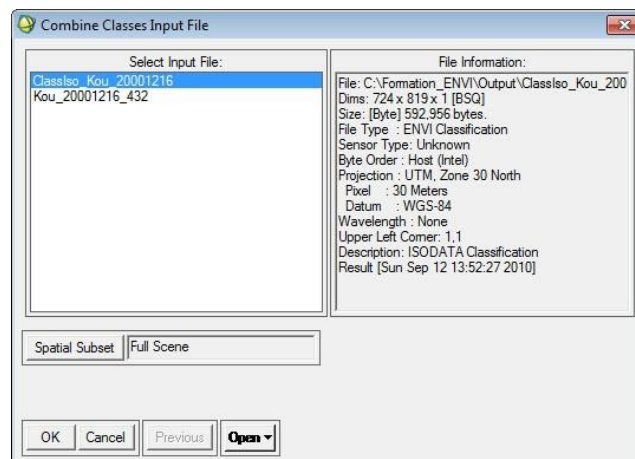 Combine Classes Input File
Select Input File:
ClassIso_Kou_20001216
Kou_20001216_432
File Information:
File: C:\Formation_ENVI\Output\ClassIso_Kou_200
Dims: 724 x 819 x 1 [BSQ]
Size: [Byte] 592,956 bytes.
File Type : ENVI Classification
Sensor Type: Unknown
Byte Order : Host (Intel)
Projection : UTM, Zone 30 North
Pixel : 30 Meters
Datum : WGS-84
Wavelength : None
Upper Left Corner: 1,1
Description: ISODATA Classification
Result [Sun Sep 12 13:52:27 2010]
Spatial Subset Full Scene
OK Cancel Previous Open